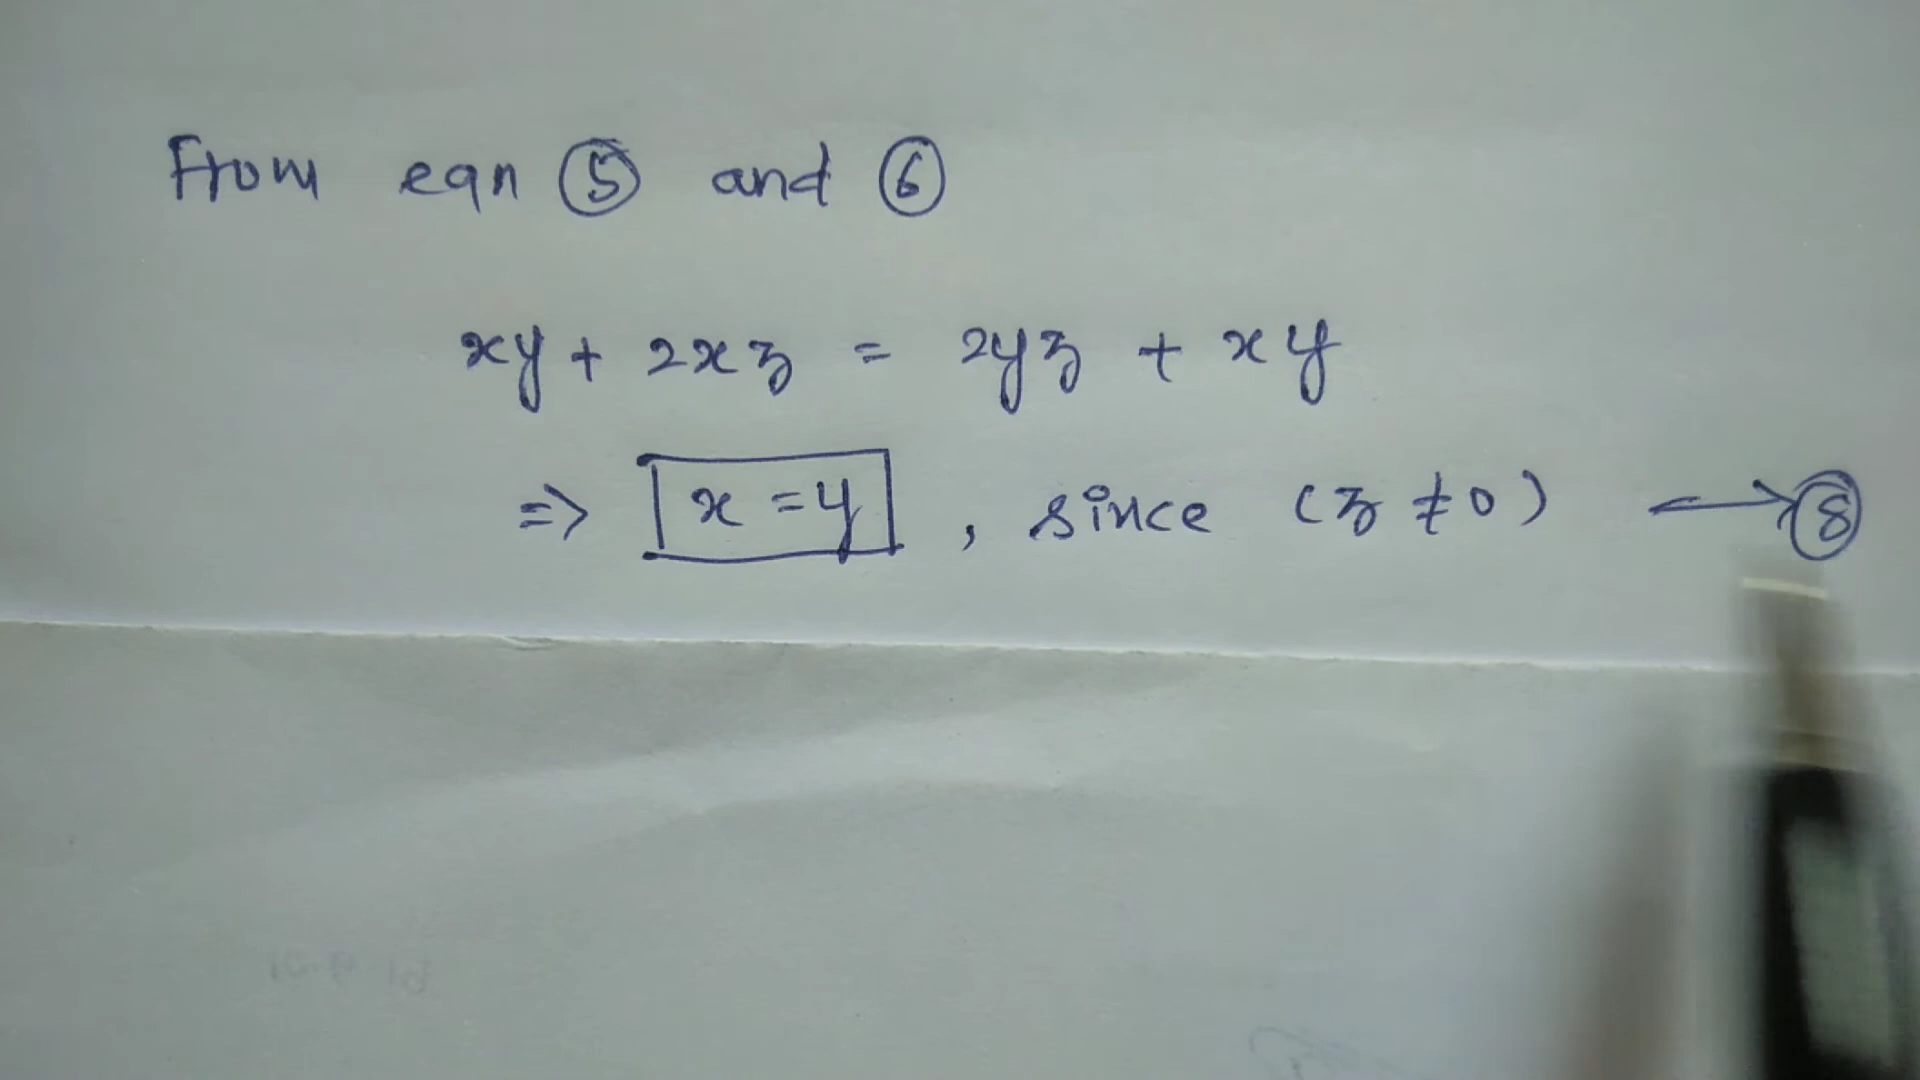 From eqn ⑤ and ⑥
xy + 2xz = 2yz + xy
=> x = y , since (z ≠ 0) → ⑧